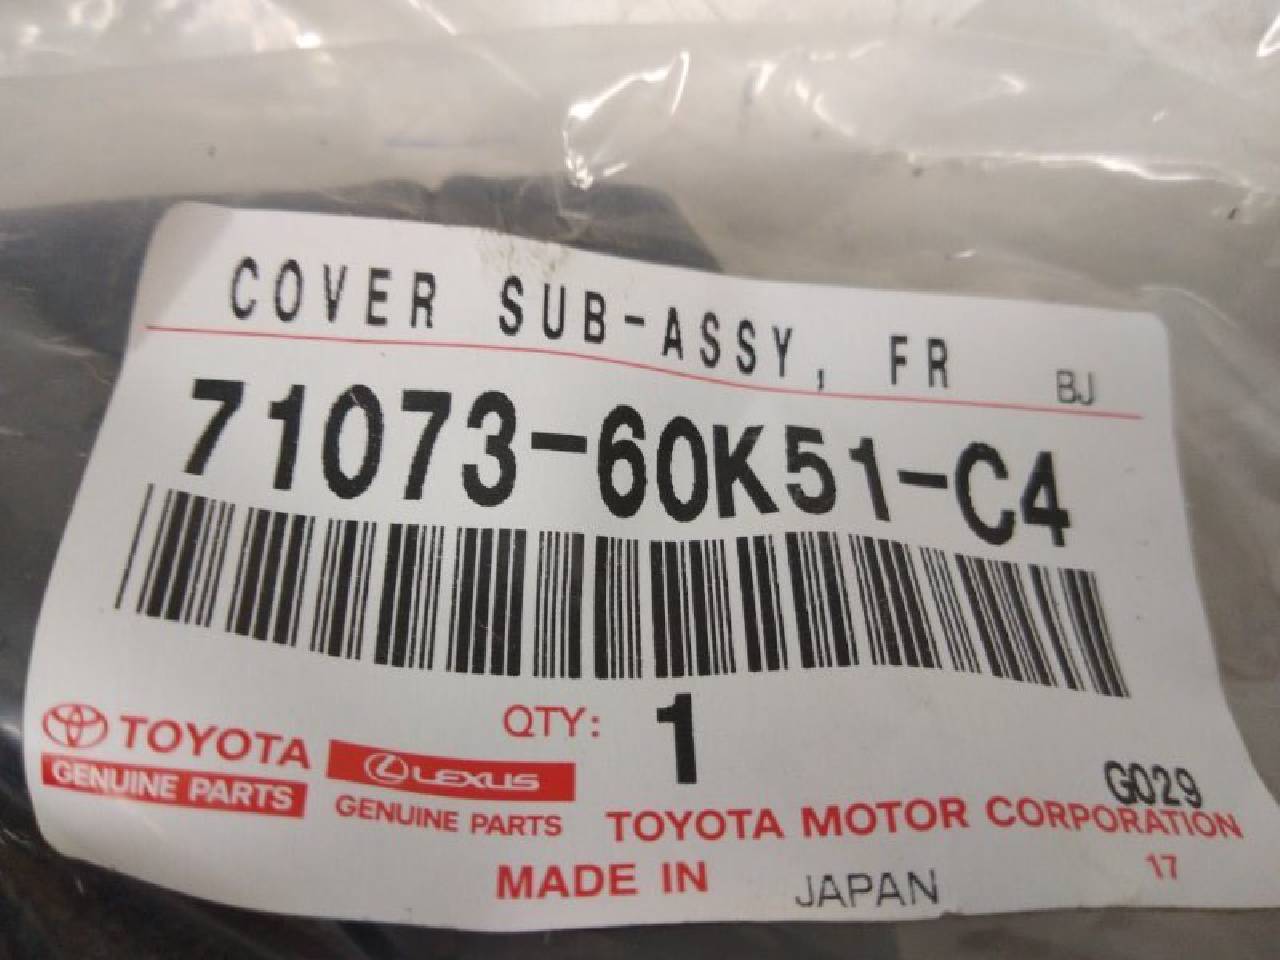 COVER SUB-ASSY, FR BJ
71073-60K51-C4
QTY: 1
TOYOTA
GENUINE PARTS
LEXUS
GENUINE PARTS
G029
TOYOTA MOTOR CORPORATION
MADE IN JAPAN
17